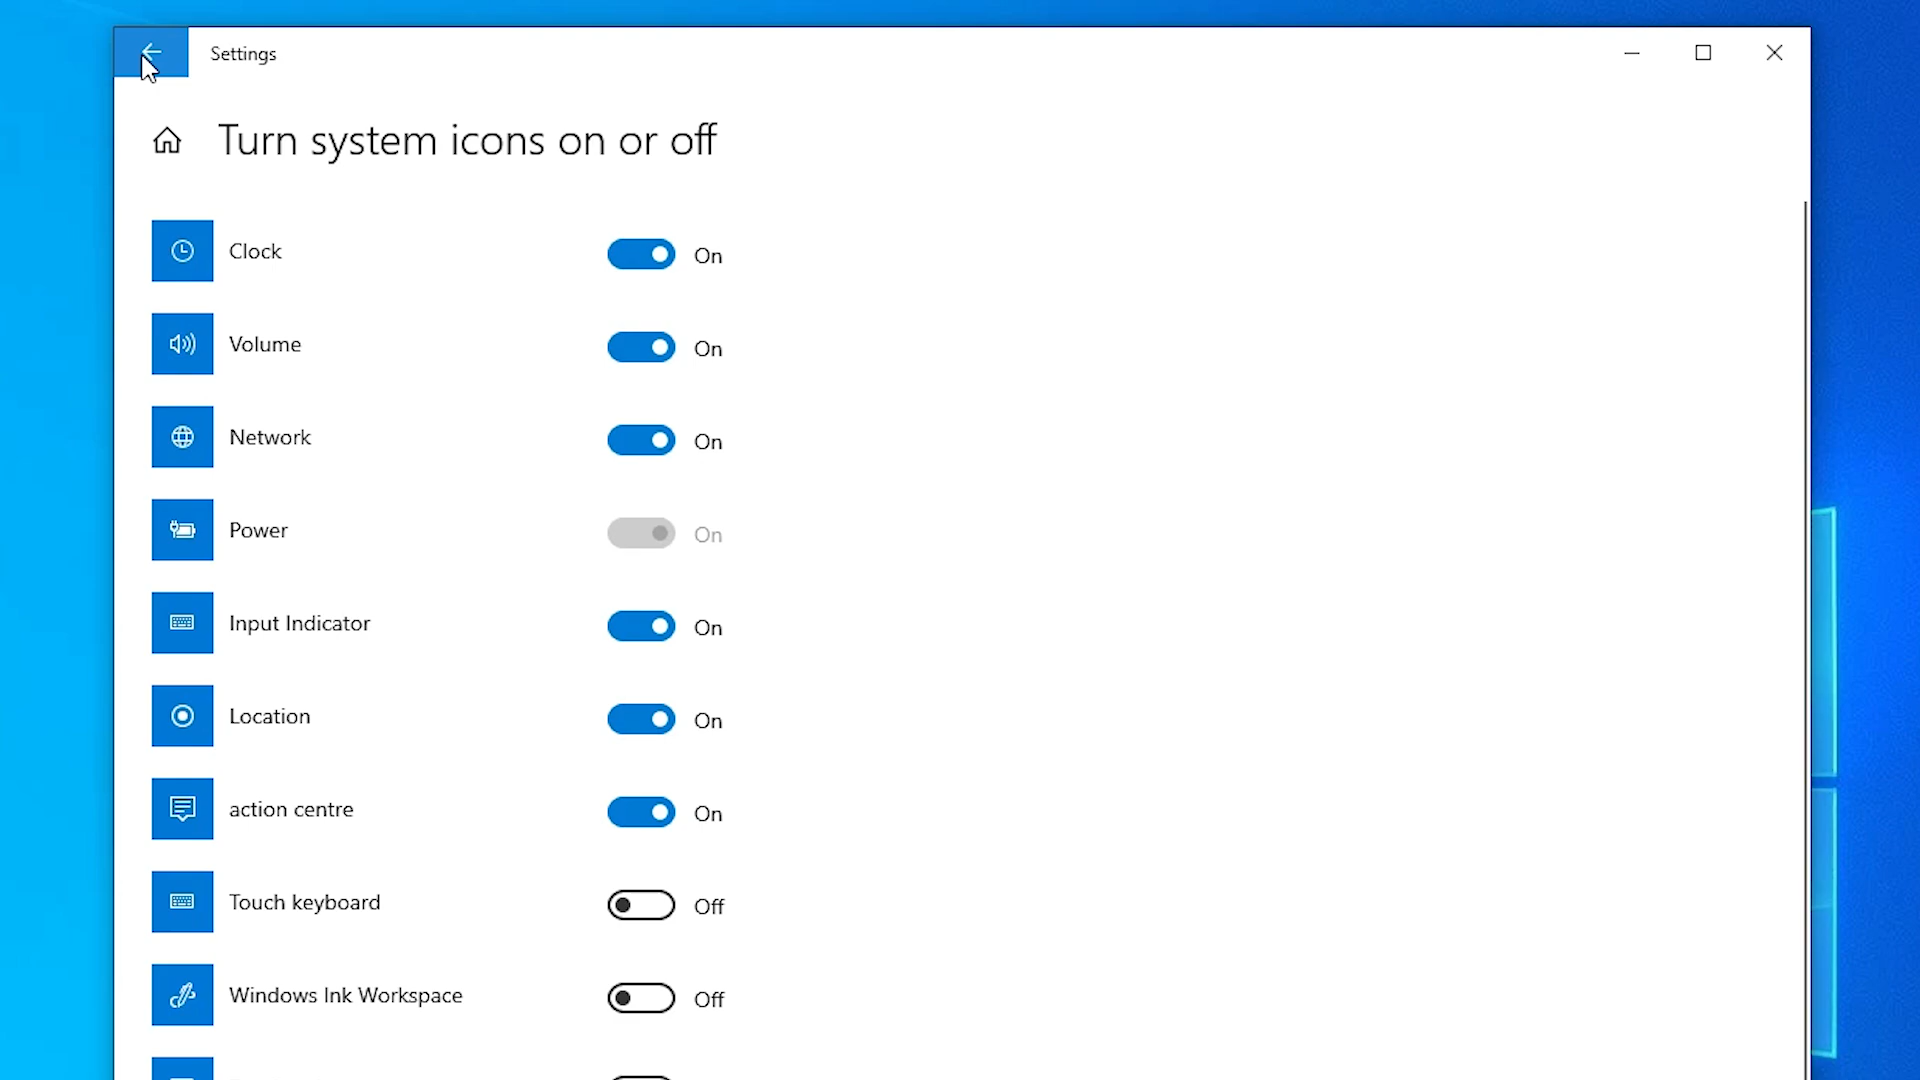 Settings
Turn system icons on or off
Clock On
Volume On
Network On
Power On
Input Indicator On
Location On
action centre On
Touch keyboard Off
Windows Ink Workspace Off